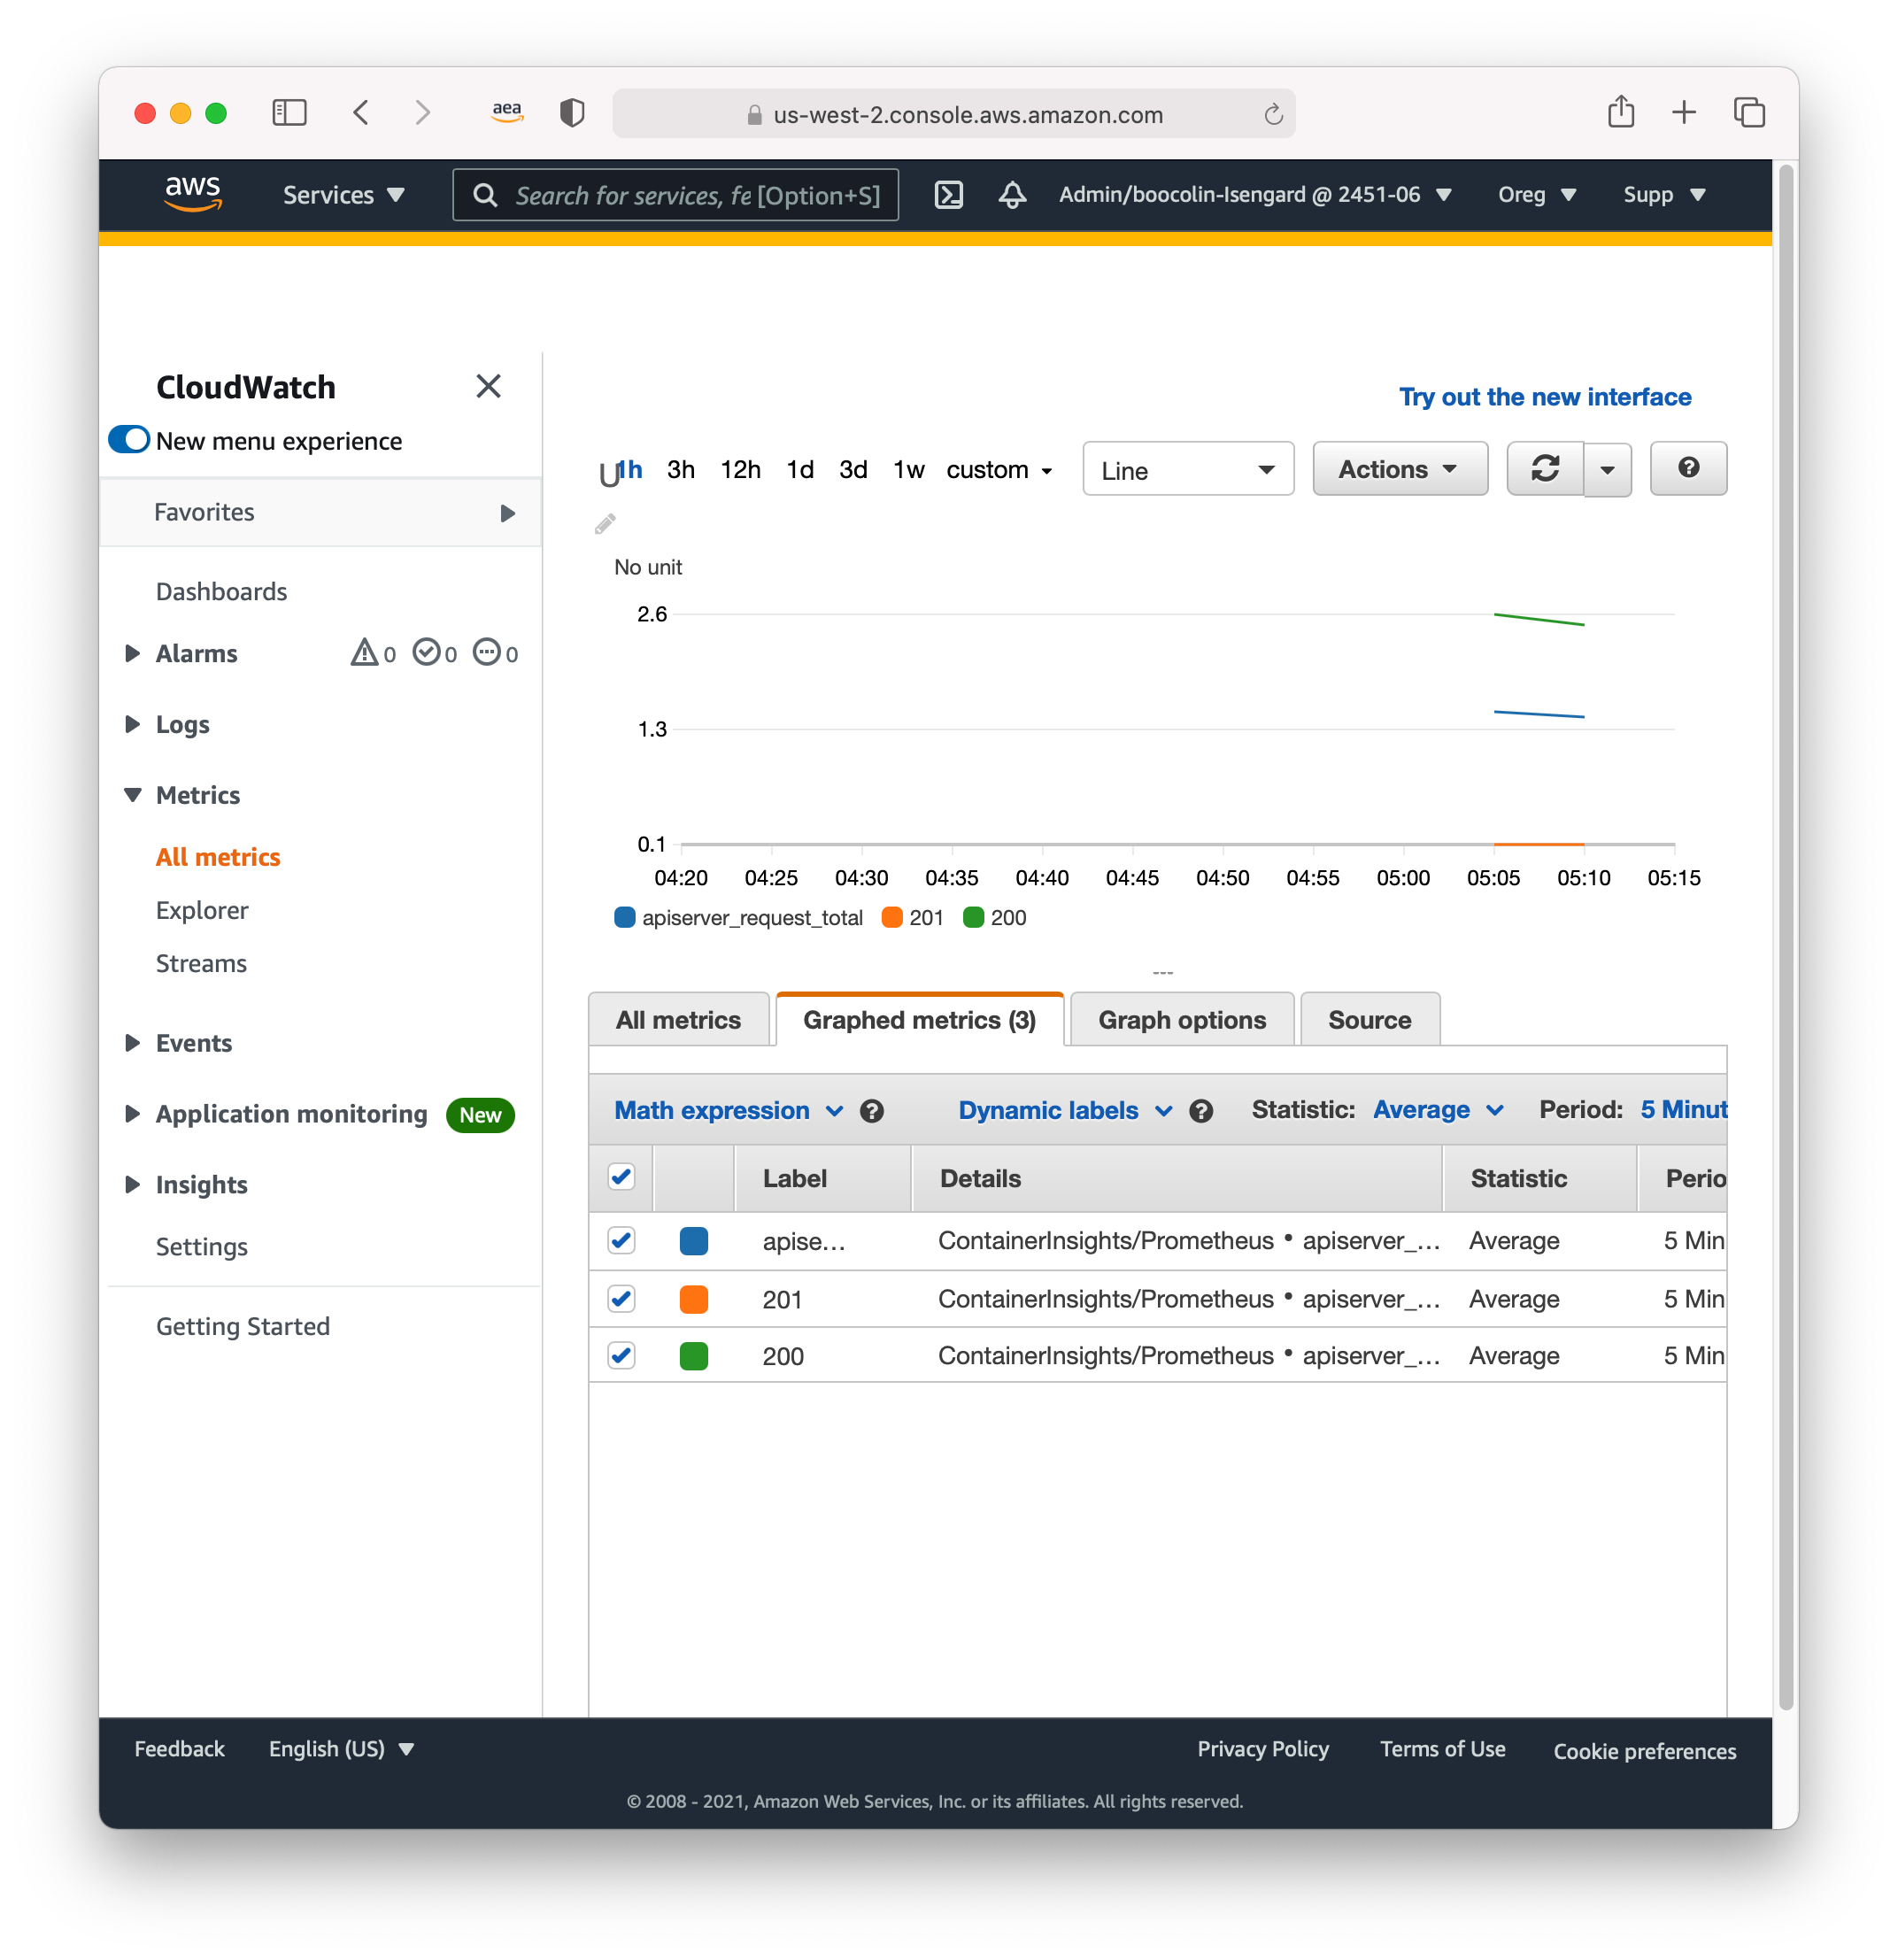 aea
us-west-2.console.aws.amazon.com
aws Services Search for services, fe [Option+S] Admin/boocolin-Isengard @ 2451-06 Oreg Supp
CloudWatch
New menu experience
Favorites
Dashboards
Alarms 0 0 0
Logs
Metrics
All metrics
Explorer
Streams
Events
Application monitoring New
Insights
Settings
Getting Started
Try out the new interface
U 1h 3h 12h 1d 3d 1w custom Line Actions
No unit
2.6
1.3
0.1
04:20 04:25 04:30 04:35 04:40 04:45 04:50 04:55 05:00 05:05 05:10 05:15
apiserver_request_total 201 200
All metrics Graphed metrics (3) Graph options Source
Math expression Dynamic labels Statistic: Average Period: 5 Minut
Label Details Statistic Perio
apise... ContainerInsights/Prometheus • apiserver_... Average 5 Min
201 ContainerInsights/Prometheus • apiserver_... Average 5 Min
200 ContainerInsights/Prometheus • apiserver_... Average 5 Min
Feedback English (US) Privacy Policy Terms of Use Cookie preferences
© 2008 - 2021, Amazon Web Services, Inc. or its affiliates. All rights reserved.